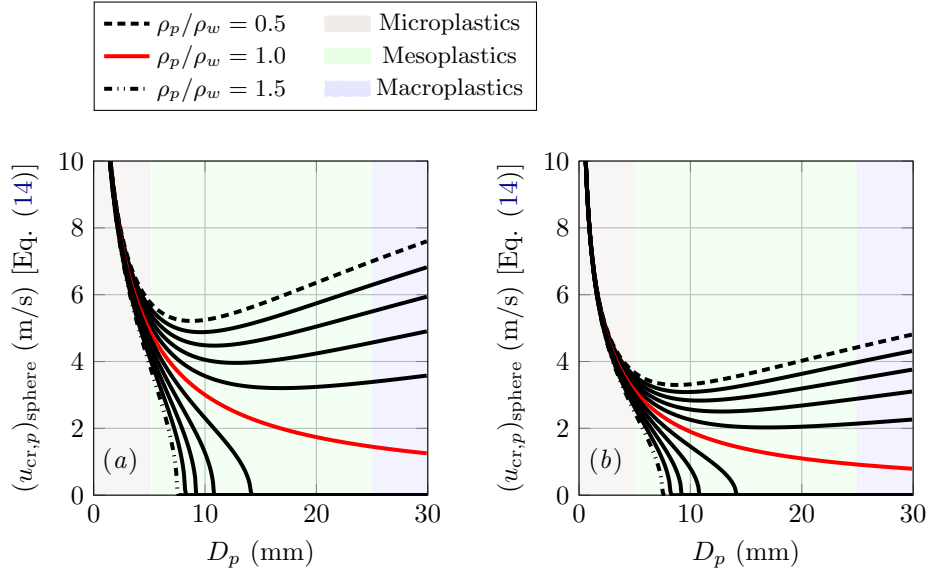 ρp/ρw = 0.5 Microplastics
ρp/ρw = 1.0 Mesoplastics
ρp/ρw = 1.5 Macroplastics
(ucr,p)sphere (m/s) [Eq. (14)]
10
8
6
4
2
0
(a)
0 10 20 30
Dp (mm)
(ucr,p)sphere (m/s) [Eq. (14)]
10
8
6
4
2
0
(b)
0 10 20 30
Dp (mm)